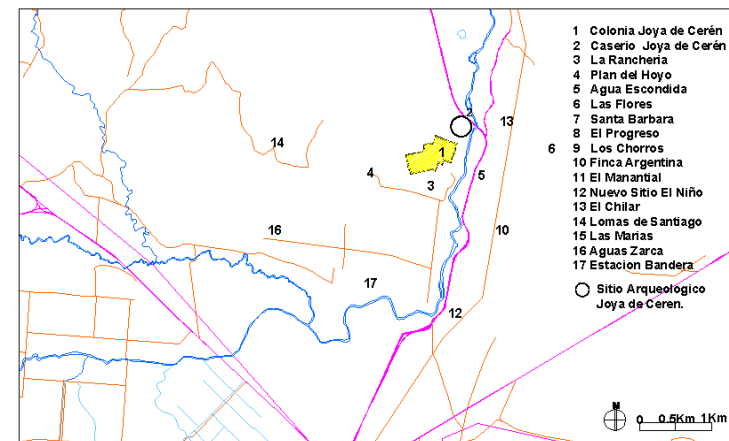 1 Colonia Joya de Cerén
2 Caserio Joya de Cerén
3 La Rancheria
4 Plan del Hoyo
5 Agua Escondida
6 Las Flores
7 Santa Barbara
8 El Progreso
9 Los Chorros
10 Finca Argentina
11 El Manantial
12 Nuevo Sitio El Niño
13 El Chilar
14 Lomas de Santiago
15 Las Marias
16 Aguas Zarca
17 Estacion Bandera
Sitio Arqueologico
Joya de Ceren.
2
13
14
1
6
4
3
5
16
10
17
12
N
0 0.5Km 1Km